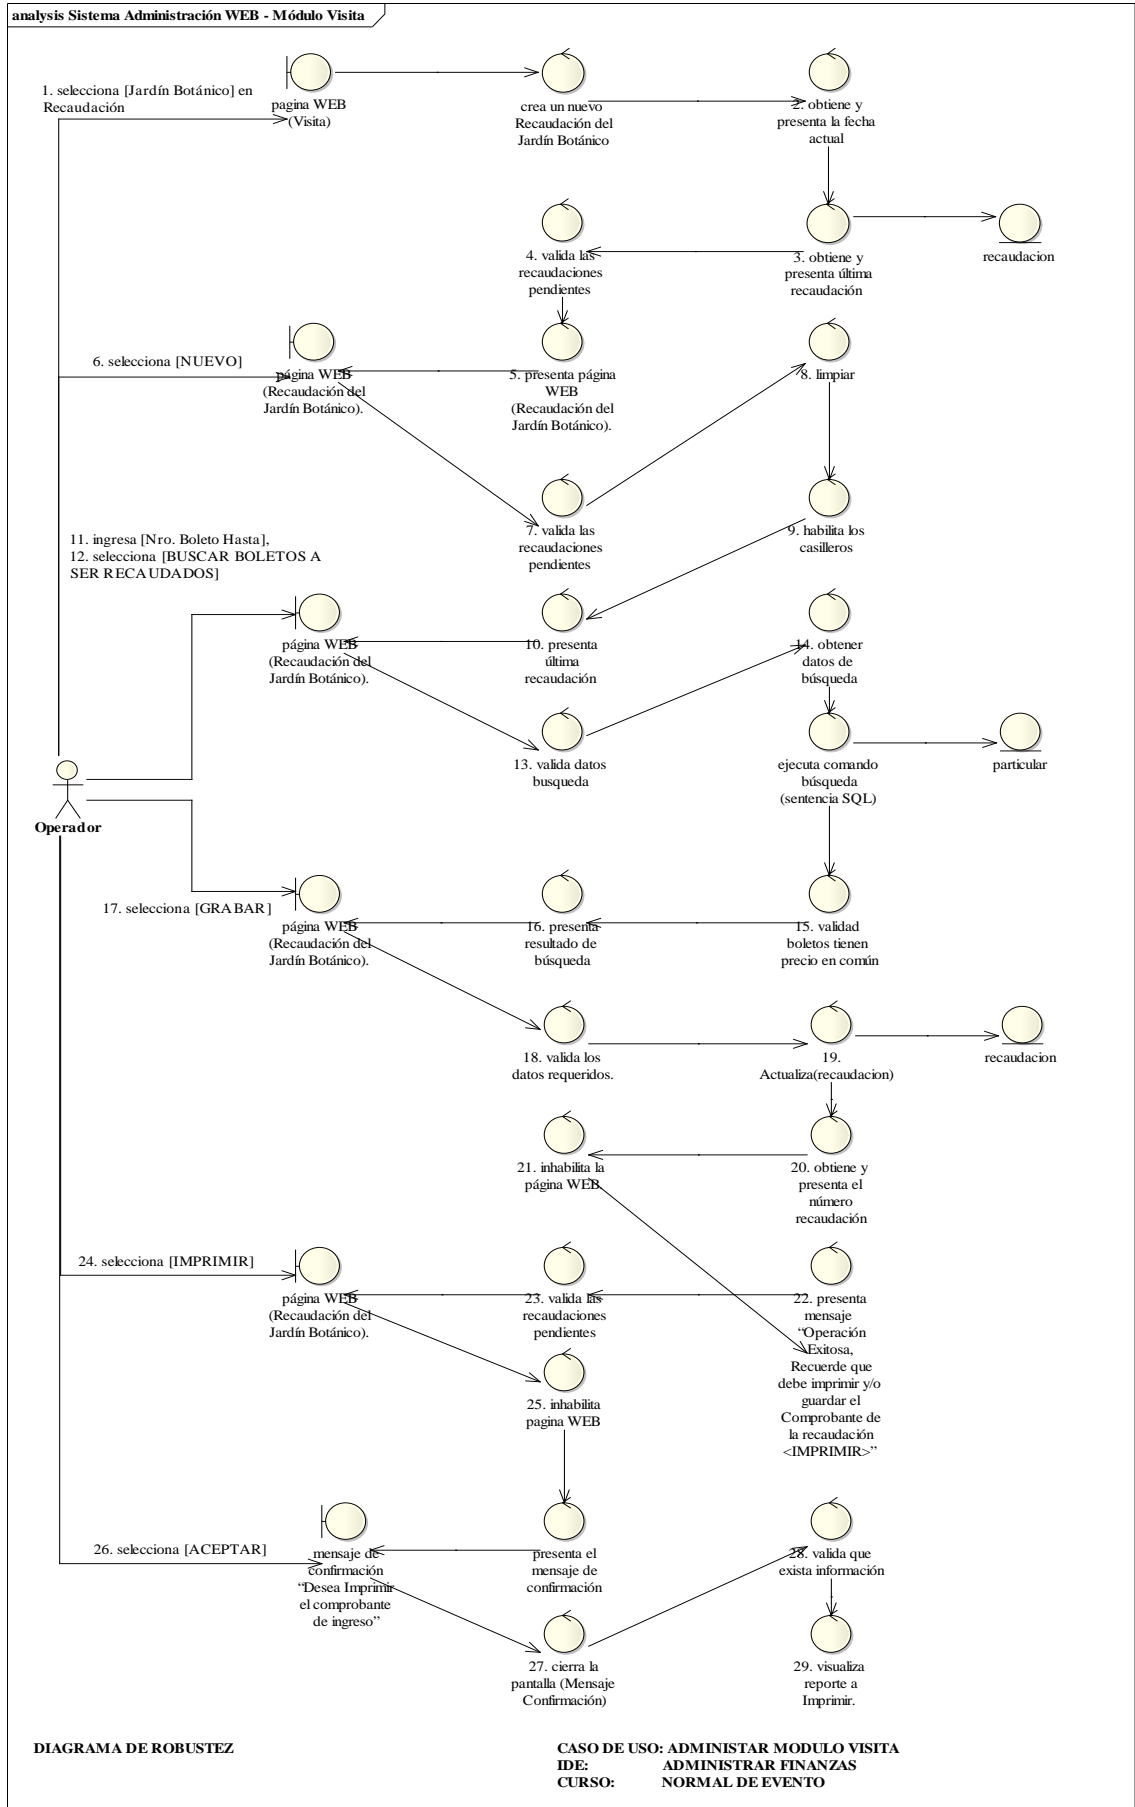 analysis Sistema Administración WEB - Módulo Visita
1. selecciona [Jardín Botánico] en
Recaudación
pagina WEB
(Visita)
crea un nuevo
Recaudación del
Jardín Botánico
2. obtiene y
presenta la fecha
actual
4. valida las
recaudaciones
pendientes
3. obtiene y
presenta última
recaudación
recaudacion
6. selecciona [NUEVO]
página WEB
(Recaudación del
Jardín Botánico).
5. presenta página
WEB
(Recaudación del
Jardín Botánico).
8. limpiar
7. valida las
recaudaciones
pendientes
9. habilita los
casilleros
11. ingresa [Nro. Boleto Hasta],
12. selecciona [BUSCAR BOLETOS A
SER RECAUDADOS]
página WEB
(Recaudación del
Jardín Botánico).
10. presenta
última
recaudación
14. obtener
datos de
búsqueda
13. valida datos
busqueda
ejecuta comando
búsqueda
(sentencia SQL)
particular
Operador
17. selecciona [GRABAR]
página WEB
(Recaudación del
Jardín Botánico).
16. presenta
resultado de
búsqueda
15. validad
boletos tienen
precio en común
18. valida los
datos requeridos.
19.
Actualiza(recaudacion)
recaudacion
21. inhabilita la
página WEB
20. obtiene y
presenta el
número
recaudación
24. selecciona [IMPRIMIR]
página WEB
(Recaudación del
Jardín Botánico).
23. valida las
recaudaciones
pendientes
22. presenta
mensaje
“Operación
Exitosa,
Recuerde que
debe imprimir y/o
guardar el
Comprobante de
la recaudación
<IMPRIMIR>”
25. inhabilita
pagina WEB
26. selecciona [ACEPTAR]
mensaje de
confirmación
“Desea Imprimir
el comprobante
de ingreso”
presenta el
mensaje de
confirmación
28. valida que
exista información
27. cierra la
pantalla (Mensaje
Confirmación)
29. visualiza
reporte a
Imprimir.
DIAGRAMA DE ROBUSTEZ
CASO DE USO: ADMINISTAR MODULO VISITA
IDE: ADMINISTRAR FINANZAS
CURSO: NORMAL DE EVENTO